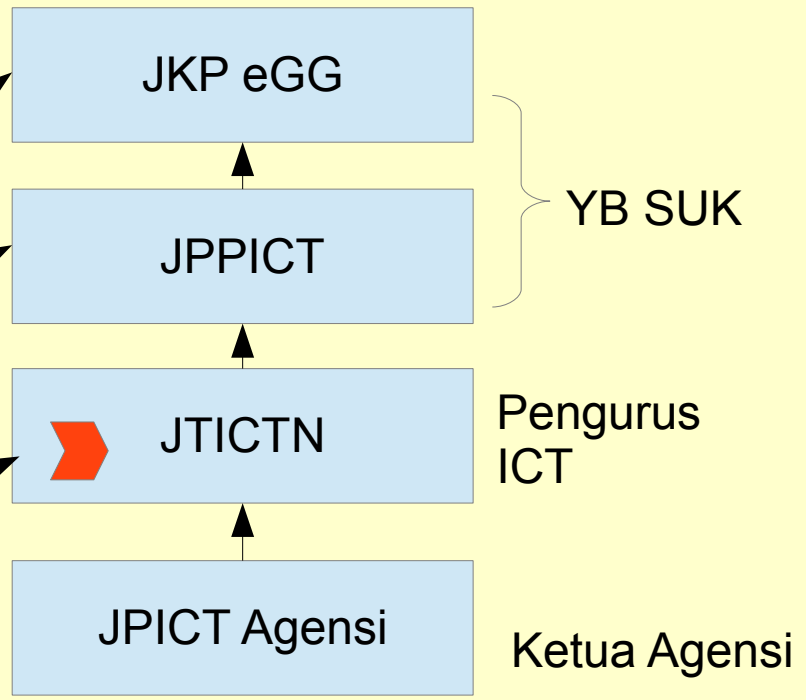 JKP eGG
JPPICT
YB SUK
JTICTN
Pengurus
ICT
JPICT Agensi
Ketua Agensi